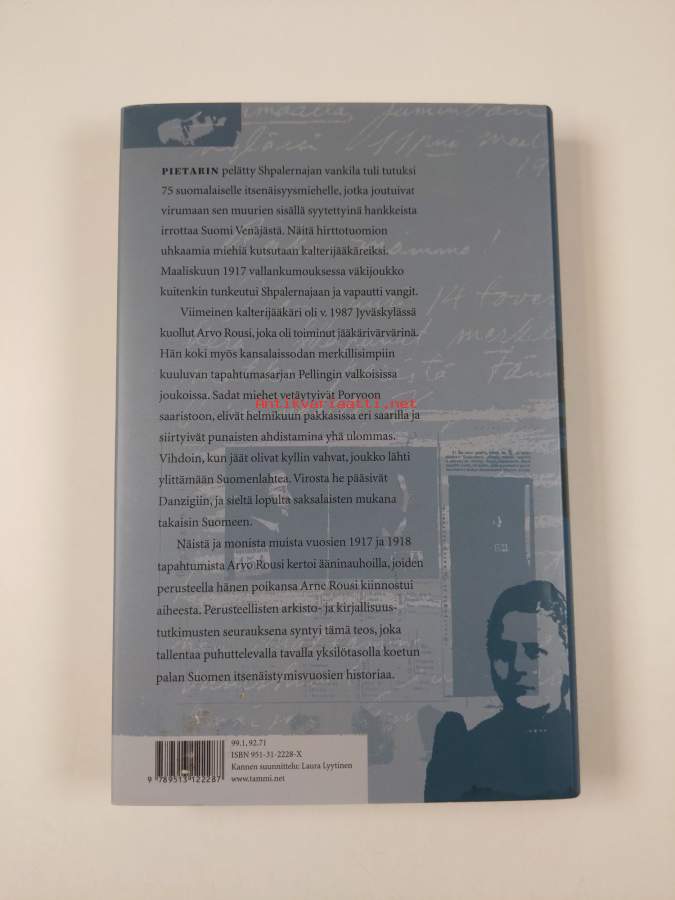 PIETARIN pelätty Shpalernajan vankila tuli tutuksi
75 suomalaiselle itsenäisyysmiehelle, jotka joutuivat
virumaan sen muurien sisällä syytettyinä hankkeista
irrottaa Suomi Venäjästä. Näitä hirttotuomion
uhkaamia miehiä kutsutaan kalterijääkäreiksi.
Maaliskuun 1917 vallankumouksessa väkijoukko
kuitenkin tunkeutui Shpalernajaan ja vapautti vangit.
Viimeinen kalterijääkäri oli v. 1987 Jyväskylässä
kuollut Arvo Rousi, joka oli toiminut jääkärivärvärinä.
Hän koki myös kansalaissodan merkillisimpiin
kuuluvan tapahtumasarjan Pellingin valkoisissa
joukoissa. Sadat miehet vetäytyivät Porvoon
Antikvariaatti.net
saaristoon, elivät helmikuun pakkasissa eri saarilla ja
siirtyivät punaisten ahdistamina yhä ulommas.
Vihdoin, kun jäät olivat kyllin vahvat, joukko lähti
ylittämään Suomenlahtea. Virosta he pääsivät
Danzigiin, ja sieltä lopulta saksalaisten mukana
takaisin Suomeen.
Näistä ja monista muista vuosien 1917 ja 1918
tapahtumista Arvo Rousi kertoi ääninauhoilla, joiden
perusteella hänen poikansa Arne Rousi kiinnostui
aiheesta. Perusteellisten arkisto- ja kirjallisuus-
tutkimusten seurauksena syntyi tämä teos, joka
tallentaa puhuttelevalla tavalla yksilötasolla koetun
palan Suomen itsenäistymisvuosien historiaa.
99.1, 92.71
ISBN 951-31-2228-X
Kannen suunnittelu: Laura Lyytinen
www.tammi.net
9 789513 122287